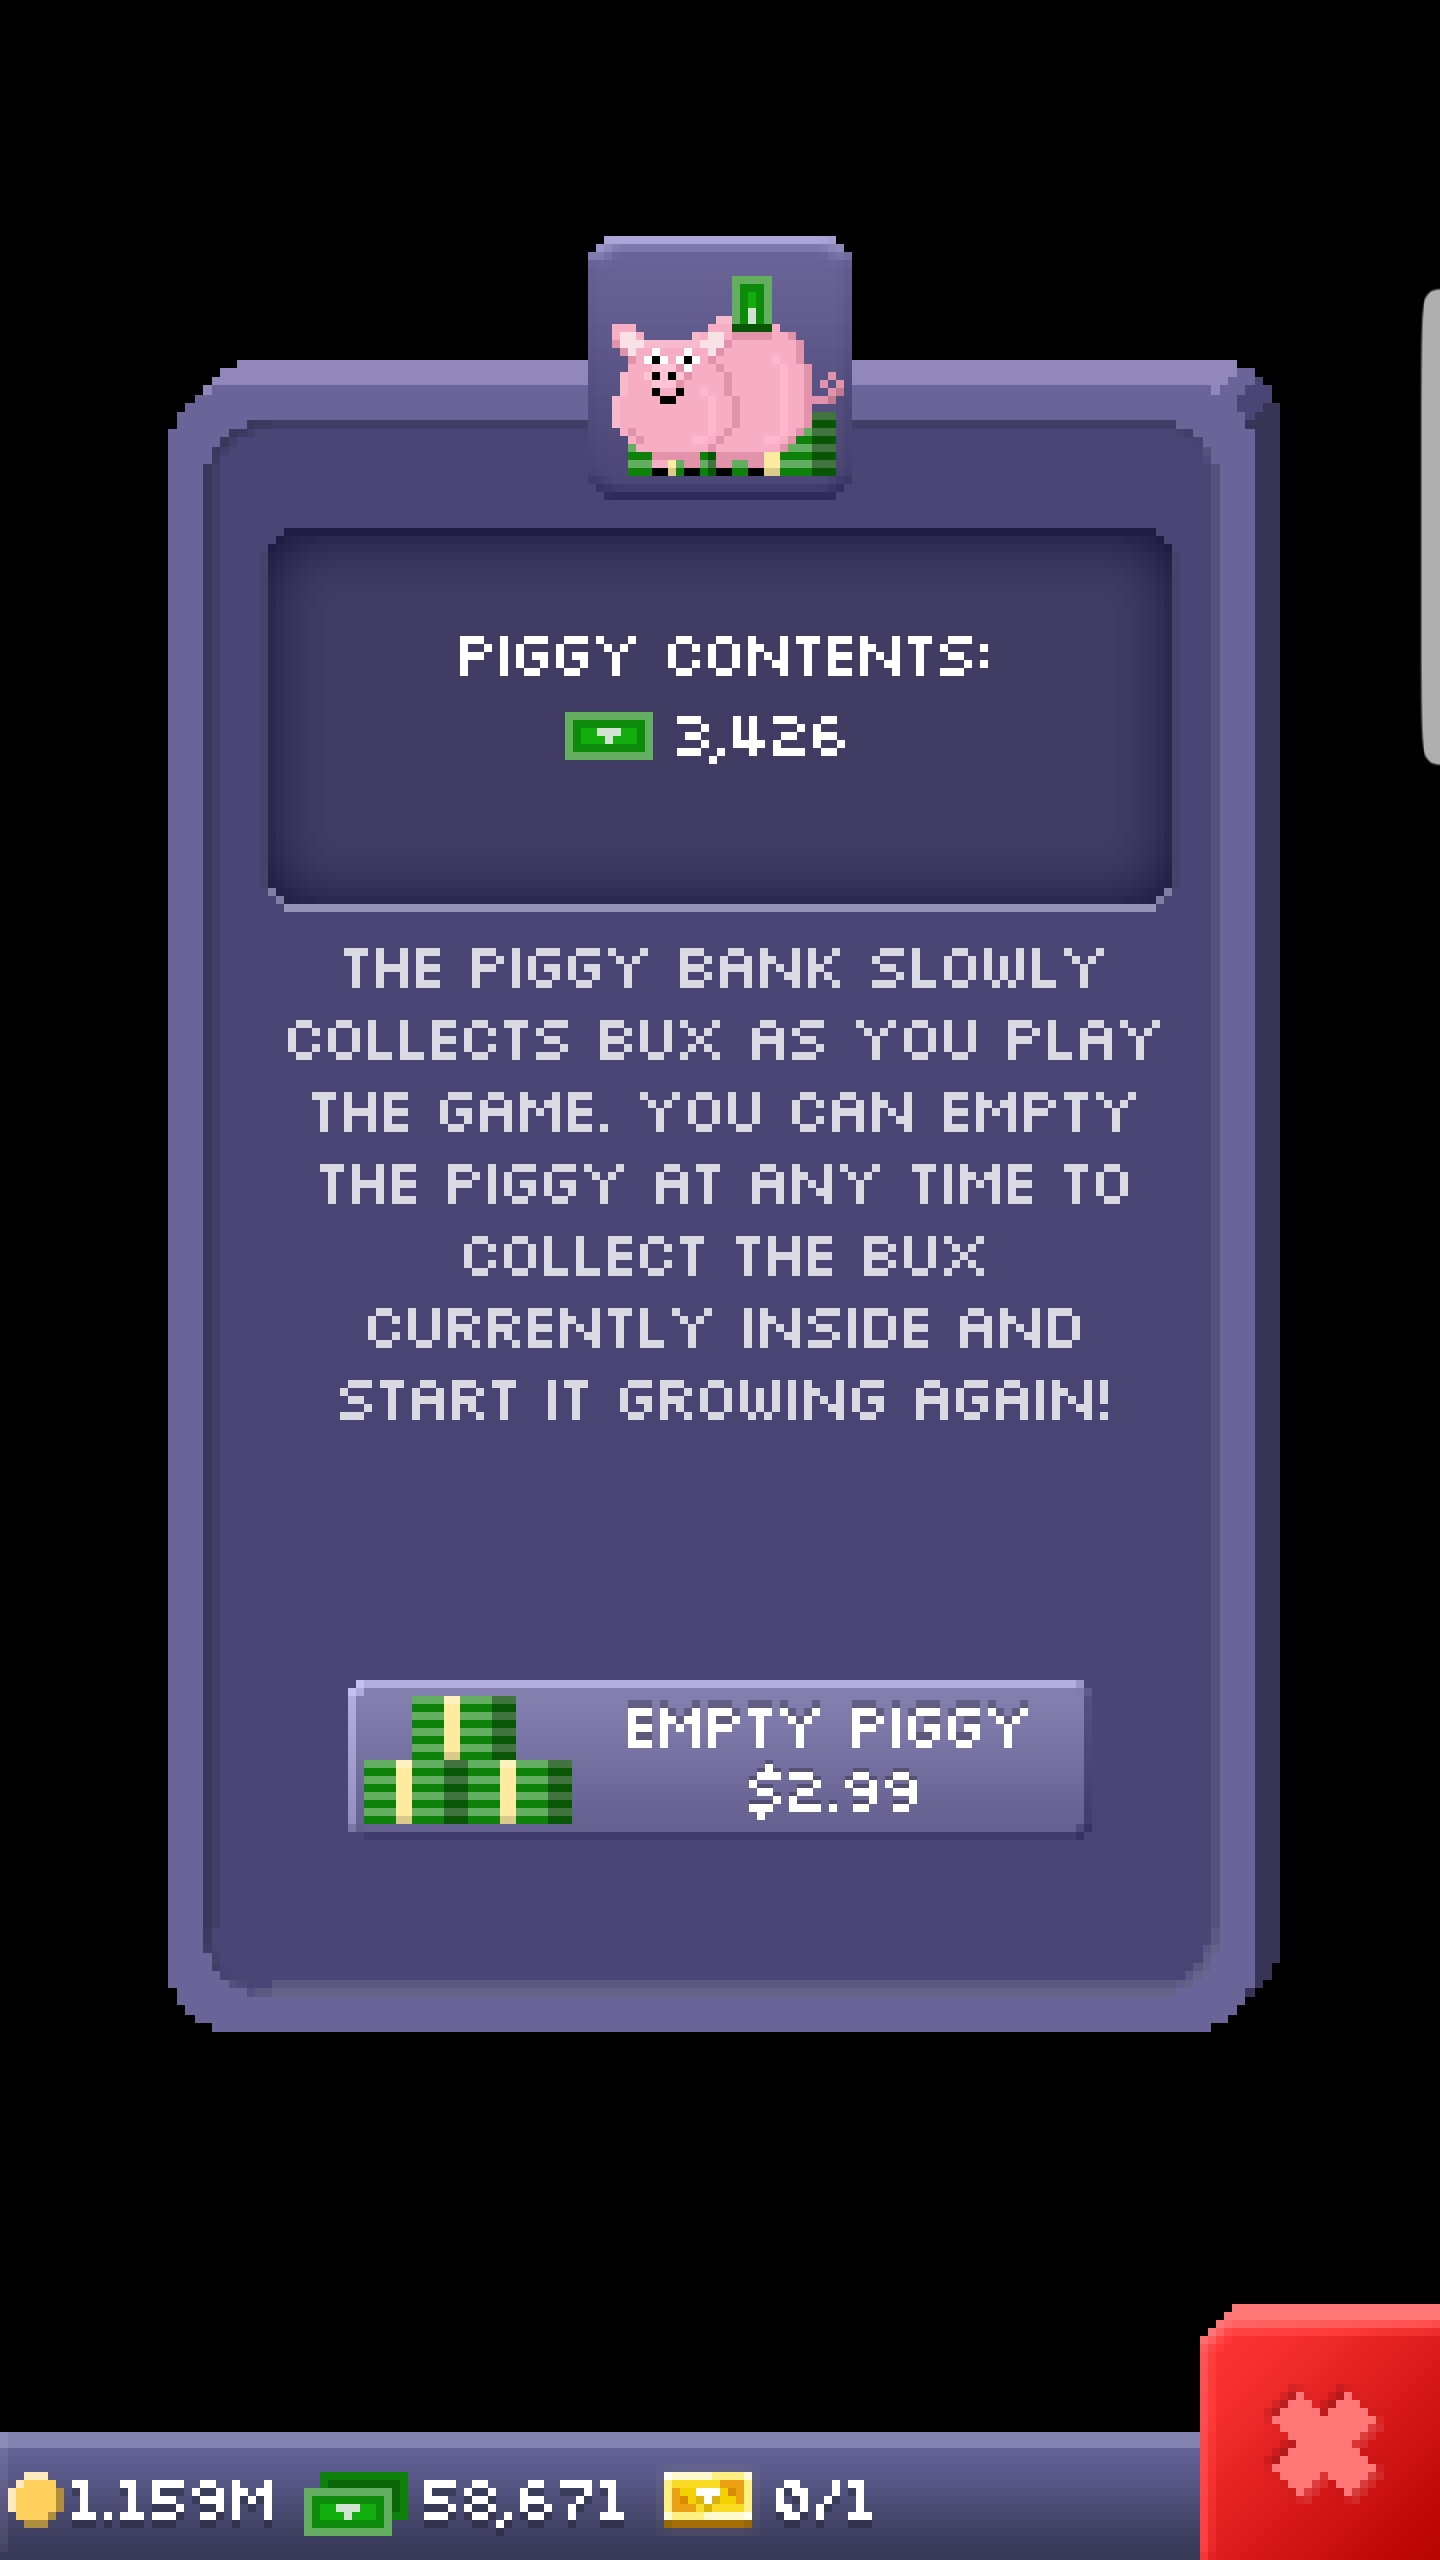 PIGGY CONTENTS:
3,426
THE PIGGY BANK SLOWLY
COLLECTS BUX AS YOU PLAY
THE GAME. YOU CAN EMPTY
THE PIGGY AT ANY TIME TO
COLLECT THE BUX
CURRENTLY INSIDE AND
START IT GROWING AGAIN!
EMPTY PIGGY
$2.99
1.159M 58,671 0/1